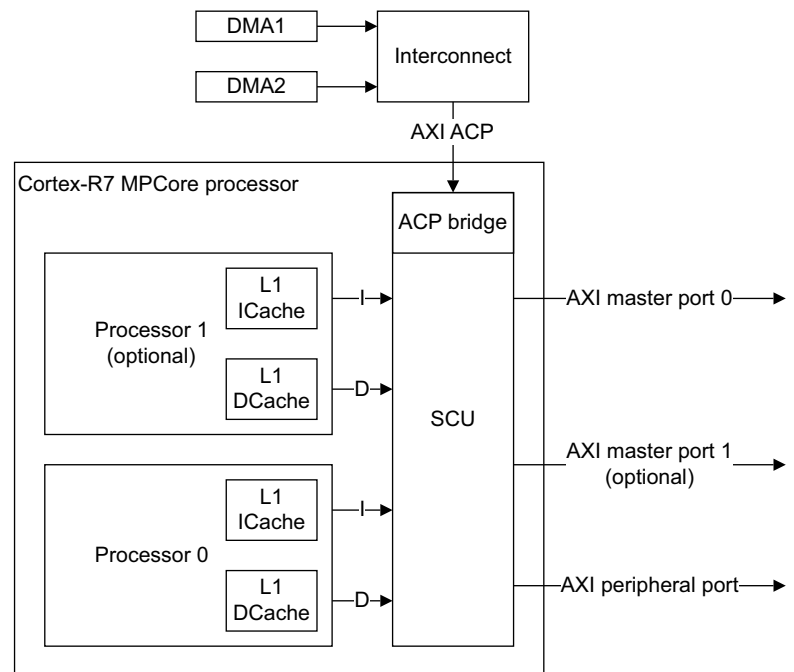 DMA1
DMA2
Interconnect
AXI ACP
Cortex-R7 MPCore processor
ACP bridge
Processor 1
(optional)
L1
ICache
I
L1
DCache
D
SCU
AXI master port 0
AXI master port 1
(optional)
AXI peripheral port
Processor 0
L1
ICache
I
L1
DCache
D